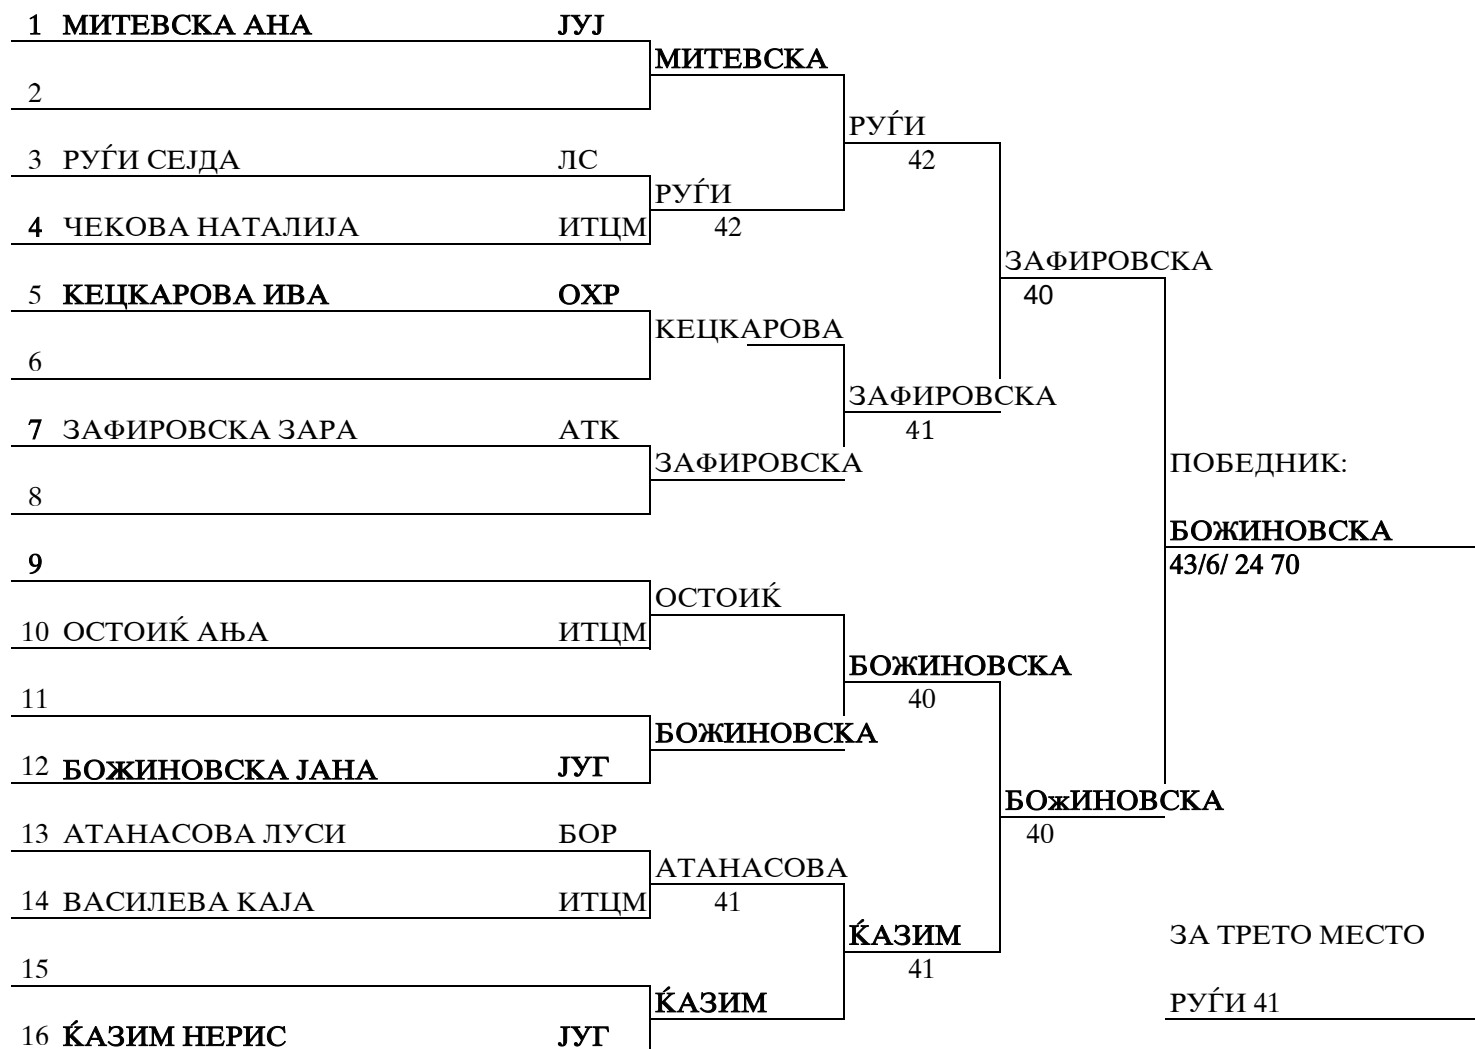 1 МИТЕВСКА АНА ЈУЈ
МИТЕВСКА
2
РУЃИ
3 РУЃИ СЕЈДА ЛС 42
РУЃИ
4 ЧЕКОВА НАТАЛИЈА ИТЦМ 42
ЗАФИРОВСКА
5 КЕЦКАРОВА ИВА ОХР 40
КЕЦКАРОВА
6
ЗАФИРОВСКА
7 ЗАФИРОВСКА ЗАРА АТК 41
ЗАФИРОВСКА ПОБЕДНИК:
8
БОЖИНОВСКА
9 43/6/ 24 70
ОСТОИЌ
10 ОСТОИЌ АЊА ИТЦМ
БОЖИНОВСКА
11 40
БОЖИНОВСКА
12 БОЖИНОВСКА ЈАНА ЈУГ
БОжИНОВСКА
13 АТАНАСОВА ЛУСИ БОР 40
АТАНАСОВА
14 ВАСИЛЕВА КАЈА ИТЦМ 41
ЌАЗИМ ЗА ТРЕТО МЕСТО
15 41
ЌАЗИМ РУЃИ 41
16 ЌАЗИМ НЕРИС ЈУГ